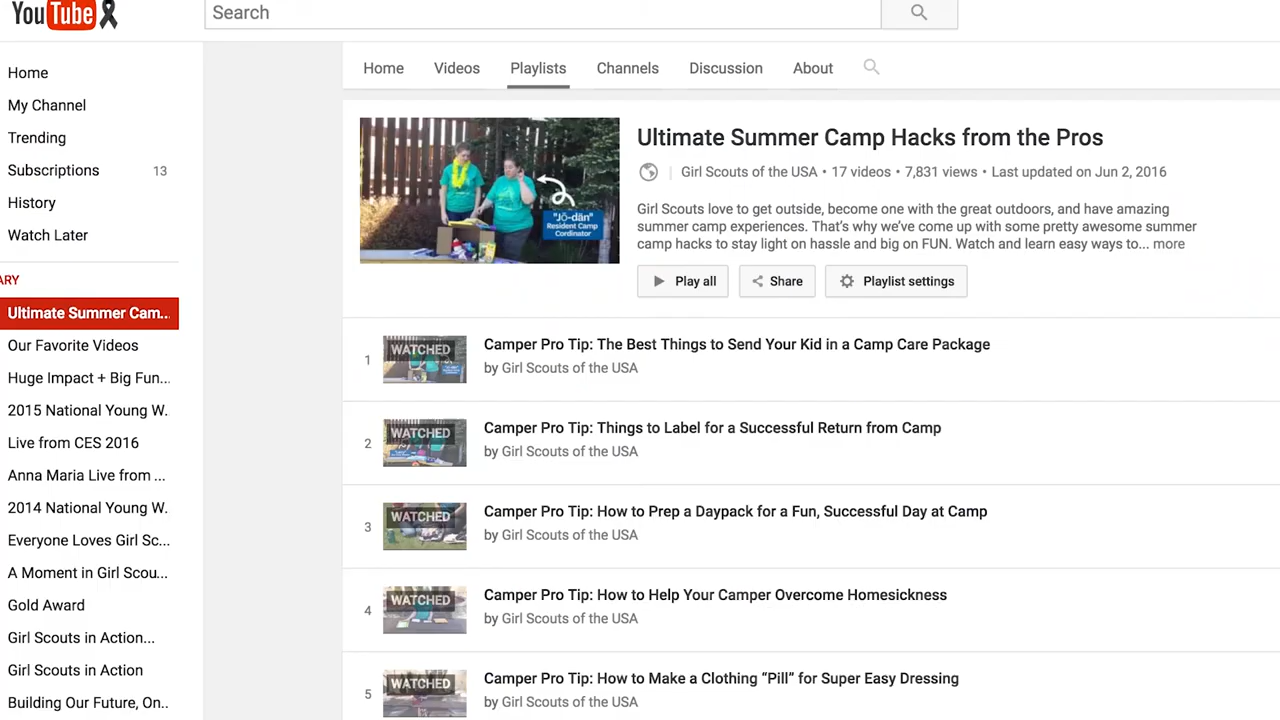 YouTube
Search
Home
My Channel
Trending
Subscriptions 13
History
Watch Later
ARY
Ultimate Summer Cam...
Our Favorite Videos
Huge Impact + Big Fun...
2015 National Young W.
Live from CES 2016
Anna Maria Live from ...
2014 National Young W.
Everyone Loves Girl Sc...
A Moment in Girl Scou...
Gold Award
Girl Scouts in Action...
Girl Scouts in Action
Building Our Future, On..
Home Videos Playlists Channels Discussion About
"Jō-dän"
Resident Camp
Cordinator
Ultimate Summer Camp Hacks from the Pros
Girl Scouts of the USA • 17 videos • 7,831 views • Last updated on Jun 2, 2016
Girl Scouts love to get outside, become one with the great outdoors, and have amazing
summer camp experiences. That's why we've come up with some pretty awesome summer
camp hacks to stay light on hassle and big on FUN. Watch and learn easy ways to... more
Play all Share Playlist settings
1 WATCHED Camper Pro Tip: The Best Things to Send Your Kid in a Camp Care Package
by Girl Scouts of the USA
2 WATCHED Camper Pro Tip: Things to Label for a Successful Return from Camp
by Girl Scouts of the USA
3 WATCHED Camper Pro Tip: How to Prep a Daypack for a Fun, Successful Day at Camp
by Girl Scouts of the USA
4 WATCHED Camper Pro Tip: How to Help Your Camper Overcome Homesickness
by Girl Scouts of the USA
5 WATCHED Camper Pro Tip: How to Make a Clothing “Pill” for Super Easy Dressing
by Girl Scouts of the USA